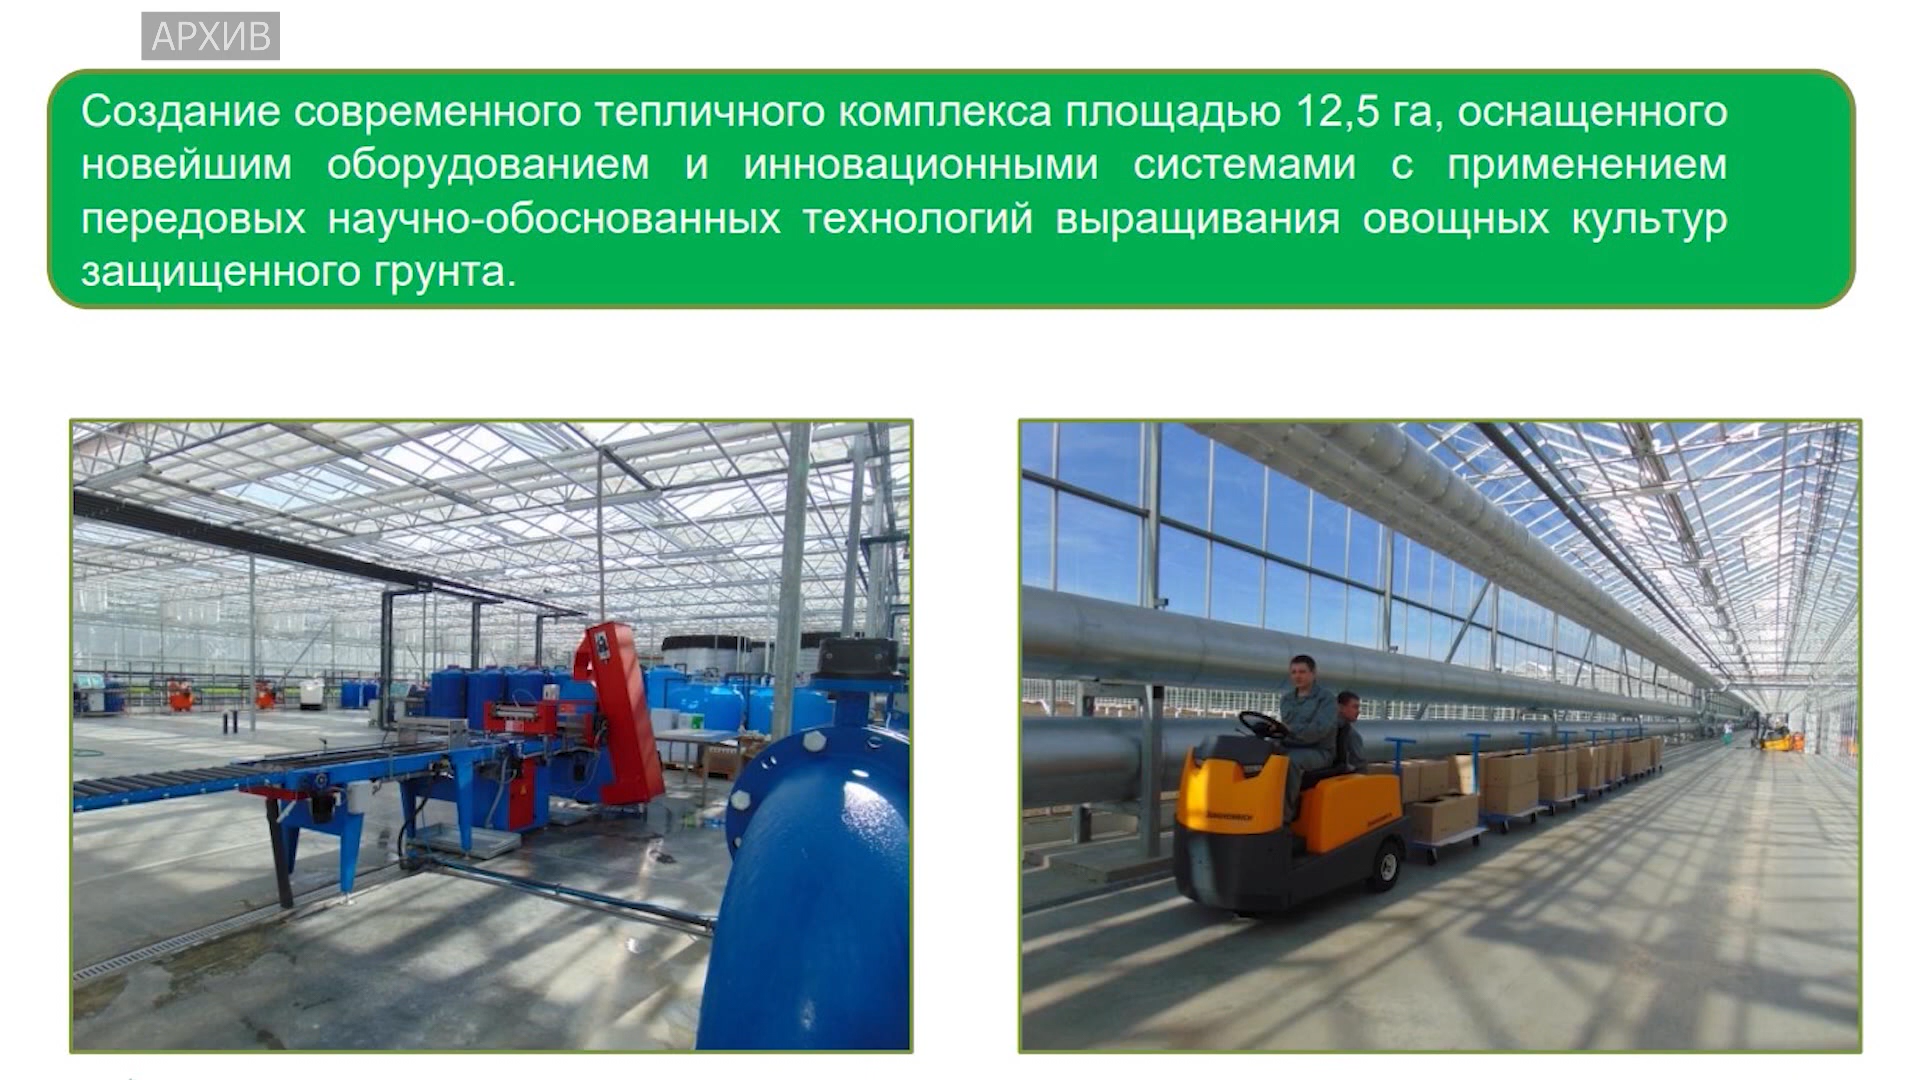 АРХИВ
Создание современного тепличного комплекса площадью 12,5 га, оснащенного
новейшим оборудованием и инновационными системами с применением
передовых научно-обоснованных технологий выращивания овощных культур
защищенного грунта.